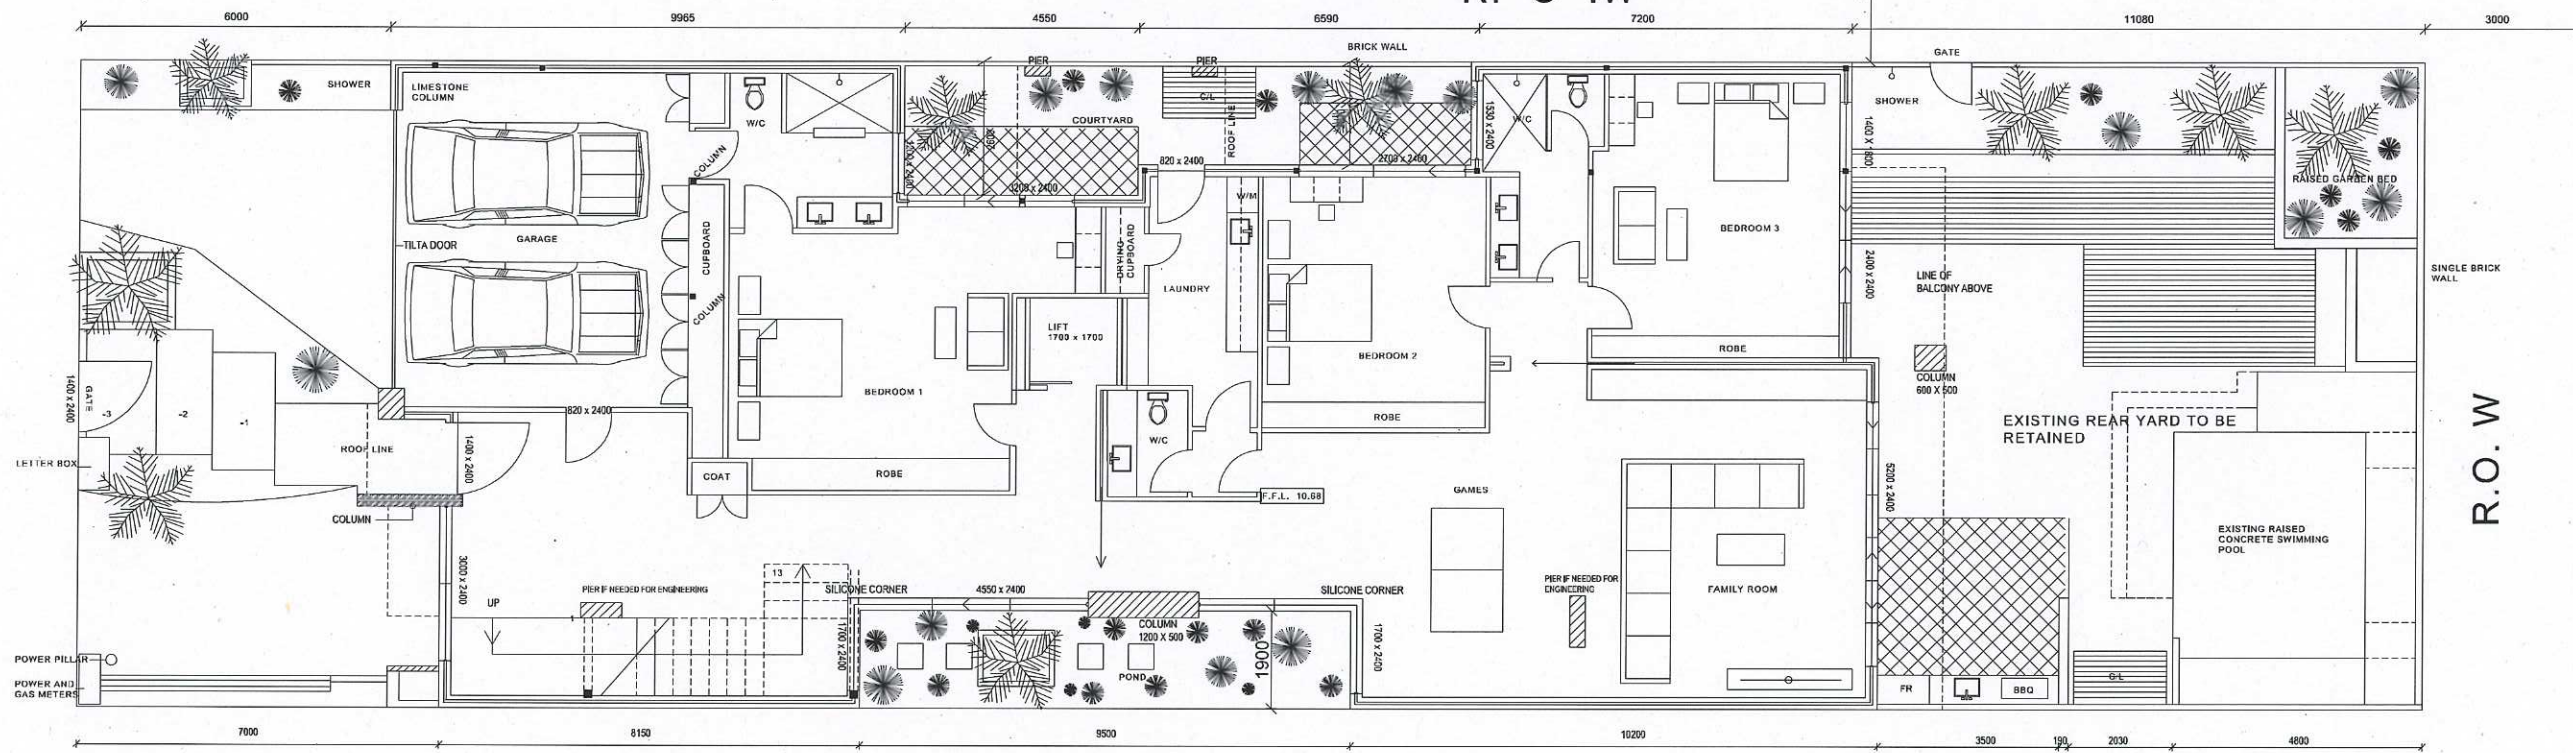 6000
9965
4550
6590
7200
11080
3000
BRICK WALL
GATE
PIER
PIER
SHOWER
LIMESTONE
COLUMN
W/C
COURTYARD
C/L
ROOF LINE
1530 x 2400
W/C
SHOWER
1400 X 1800
RAISED GARDEN BED
COLUMN
820 x 2400
2700 x 2400
3200 x 2400
W/M
TILTA DOOR
GARAGE
CUPBOARD
COLUMN
DRYING
CUPBOARD
LAUNDRY
BEDROOM 3
2400 x 2400
LINE OF
BALCONY ABOVE
SINGLE BRICK
WALL
LIFT
1700 x 1700
BEDROOM 1
BEDROOM 2
ROBE
COLUMN
600 X 500
1400 x 2400
GATE
-3
-2
-1
820 x 2400
ROBE
EXISTING REAR YARD TO BE
RETAINED
R.O. W
ROOF LINE
1400 x 2400
W/C
LETTER BOX
COAT
ROBE
F.F.L. 10.68
GAMES
5200 x 2400
COLUMN
EXISTING RAISED
CONCRETE SWIMMING
POOL
3000 x 2400
13
PIER IF NEEDED FOR ENGINEERING
SILICONE CORNER
4550 x 2400
SILICONE CORNER
PIER IF NEEDED FOR
ENGINEERING
FAMILY ROOM
UP
1
1700 x 2400
COLUMN
1200 X 500
1900
1700 x 2400
POND
POWER PILLAR
POWER AND
GAS METERS
FR
BBQ
C/L
7000
8150
9500
10200
3500
190
2030
4800